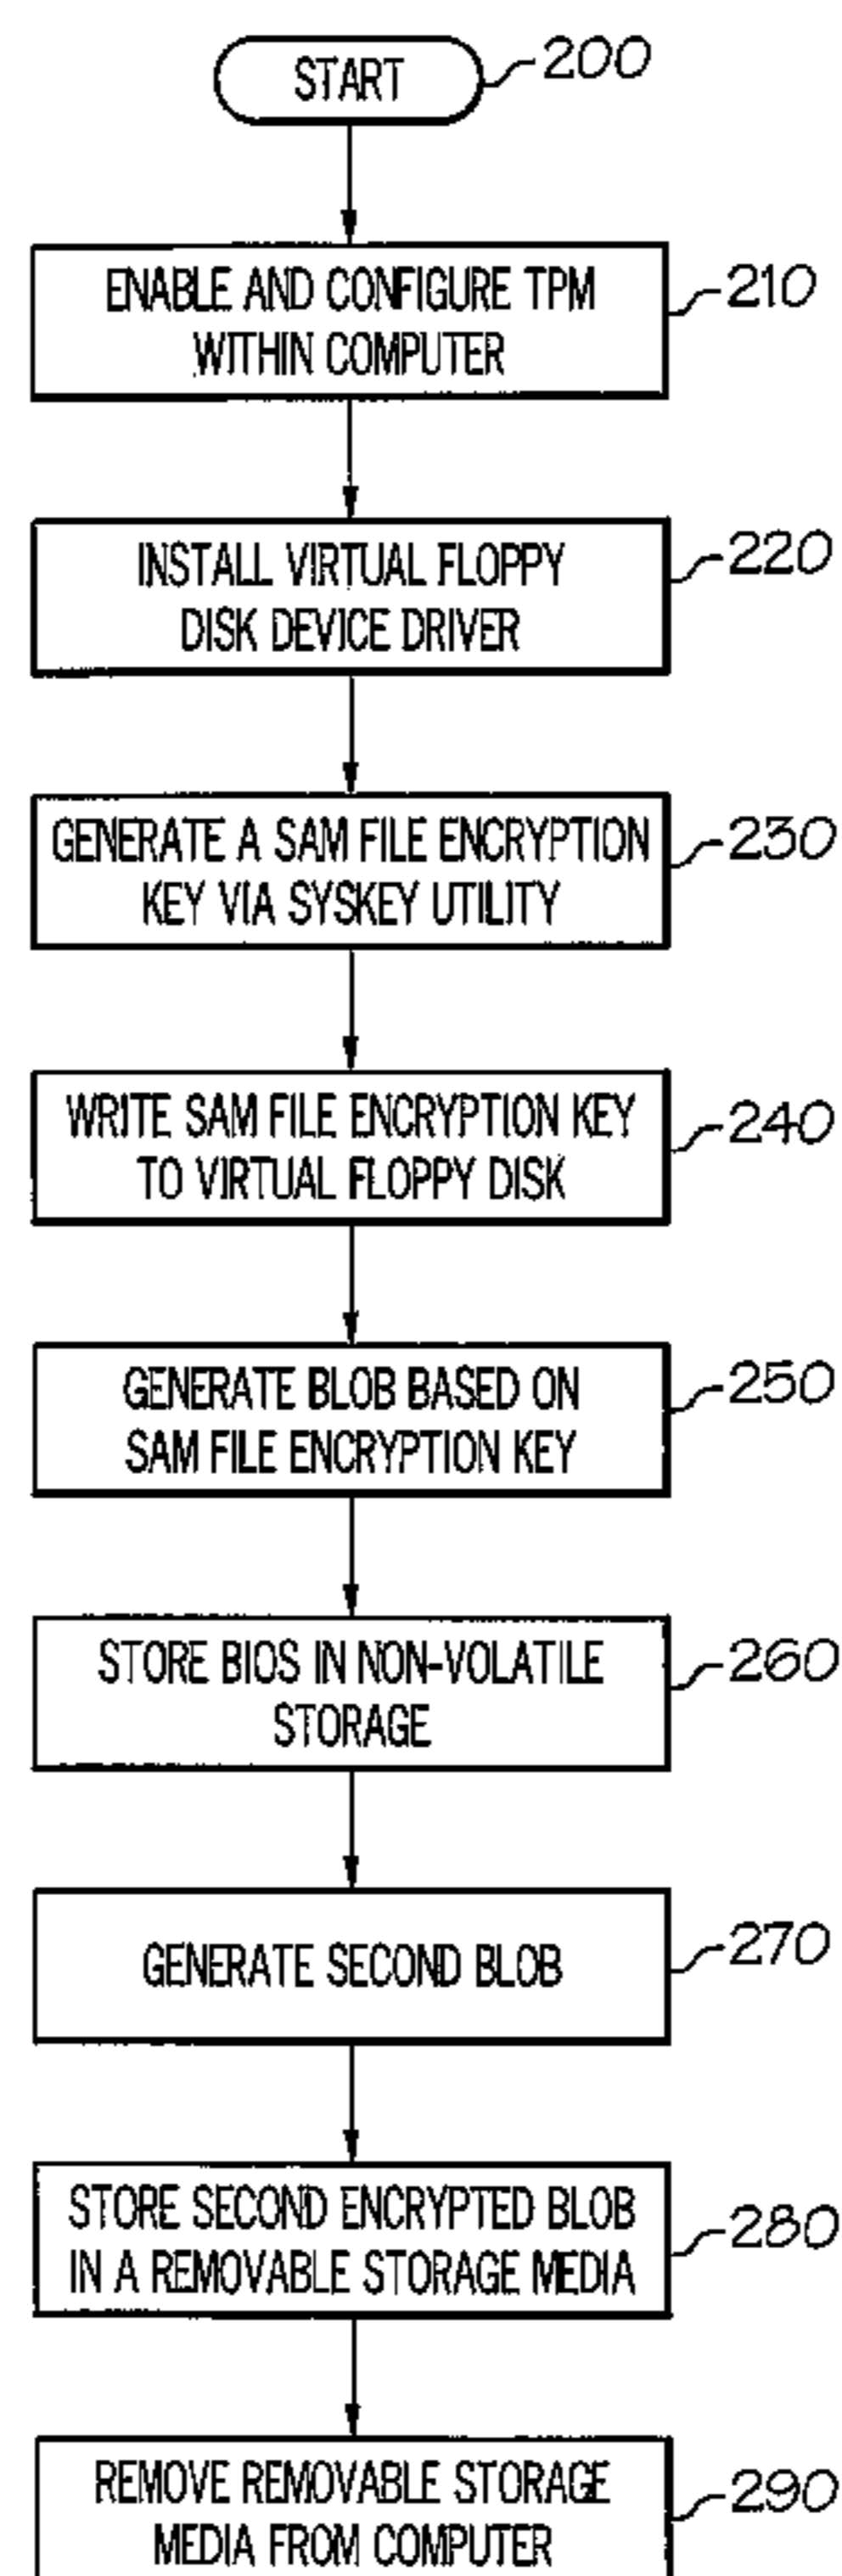 START
200
ENABLE AND CONFIGURE TPM
WITHIN COMPUTER
210
INSTALL VIRTUAL FLOPPY
DISK DEVICE DRIVER
220
GENERATE A SAM FILE ENCRYPTION
KEY VIA SYSKEY UTILITY
230
WRITE SAM FILE ENCRYPTION KEY
TO VIRTUAL FLOPPY DISK
240
GENERATE BLOB BASED ON
SAM FILE ENCRYPTION KEY
250
STORE BIOS IN NON-VOLATILE
STORAGE
260
GENERATE SECOND BLOB
270
STORE SECOND ENCRYPTED BLOB
IN A REMOVABLE STORAGE MEDIA
280
REMOVE REMOVABLE STORAGE
MEDIA FROM COMPUTER
290